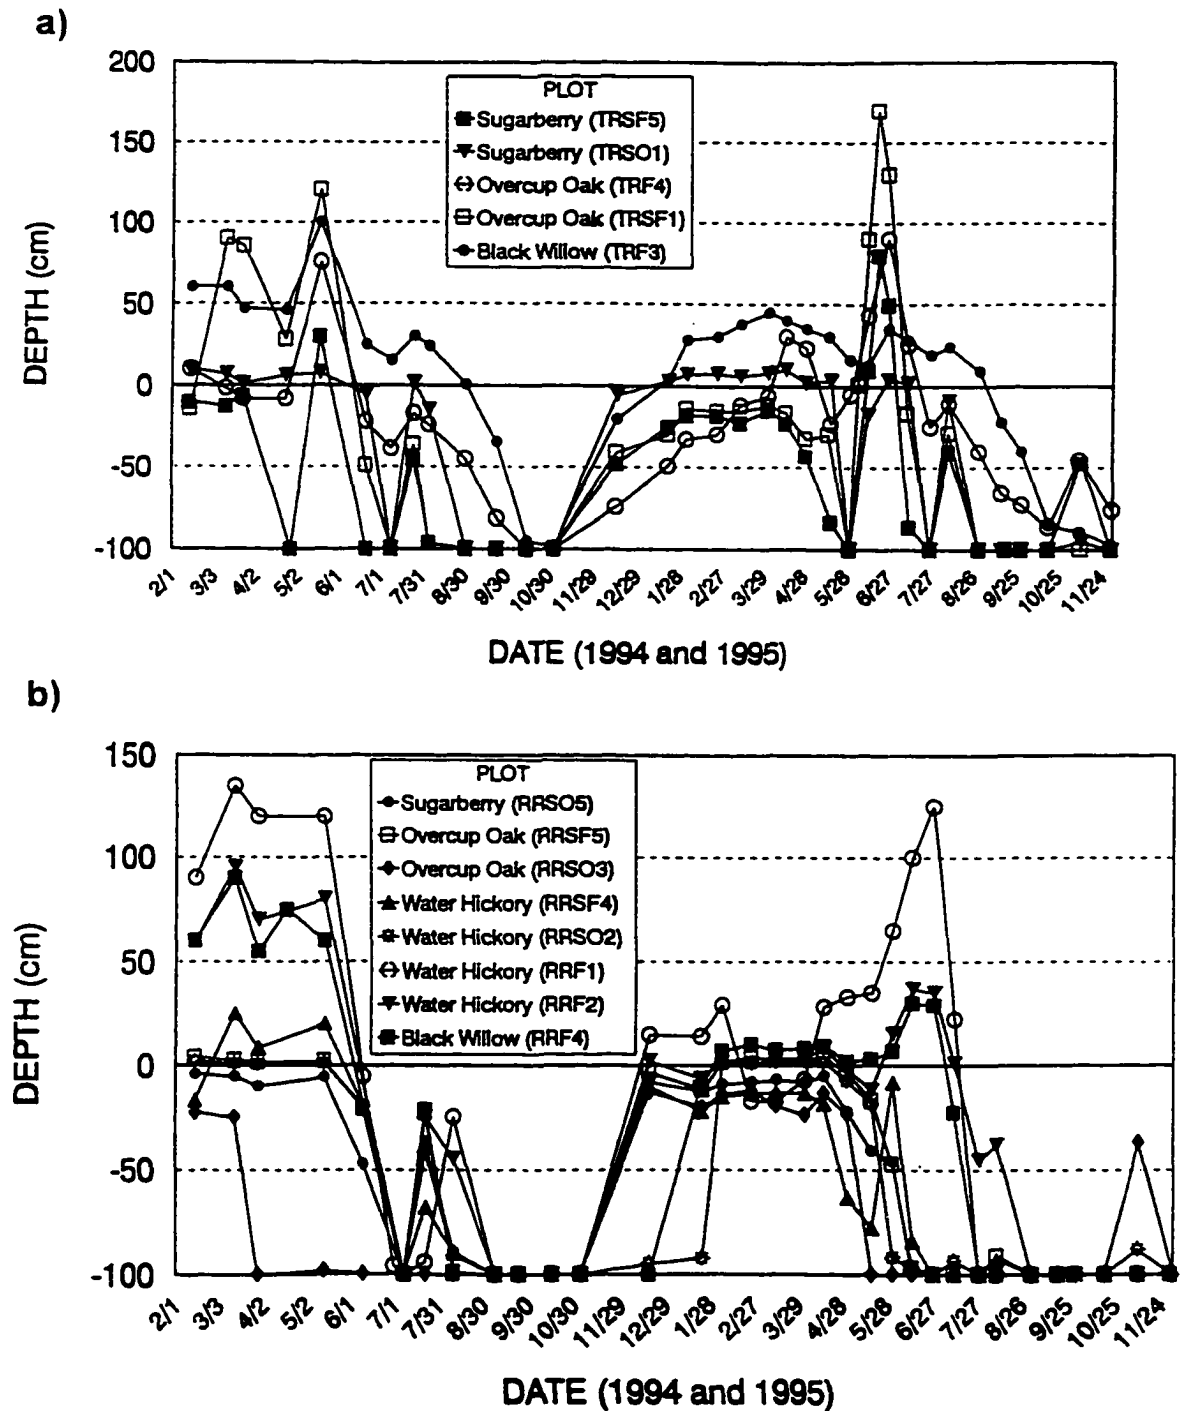 a)
200
150
100
50
0
-50
-100
DEPTH (cm)
PLOT
Sugarberry (TRSF5)
Sugarberry (TRSO1)
Overcup Oak (TRF4)
Overcup Oak (TRSF1)
Black Willow (TRF3)
2/1 3/3 4/2 5/2 6/1 7/1 7/31 8/30 9/30 10/30 11/29 12/29 1/28 2/27 3/29 4/28 5/28 6/27 7/27 8/26 9/25 10/25 11/24
DATE (1994 and 1995)
b)
150
100
50
0
-50
-100
DEPTH (cm)
PLOT
Sugarberry (RRSO5)
Overcup Oak (RRSF5)
Overcup Oak (RRSO3)
Water Hickory (RRSF4)
Water Hickory (RRSO2)
Water Hickory (RRF1)
Water Hickory (RRF2)
Black Willow (RRF4)
2/1 3/3 4/2 5/2 6/1 7/1 7/31 8/30 9/30 10/30 11/29 12/29 1/28 2/27 3/29 4/28 5/28 6/27 7/27 8/26 9/25 10/25 11/24
DATE (1994 and 1995)